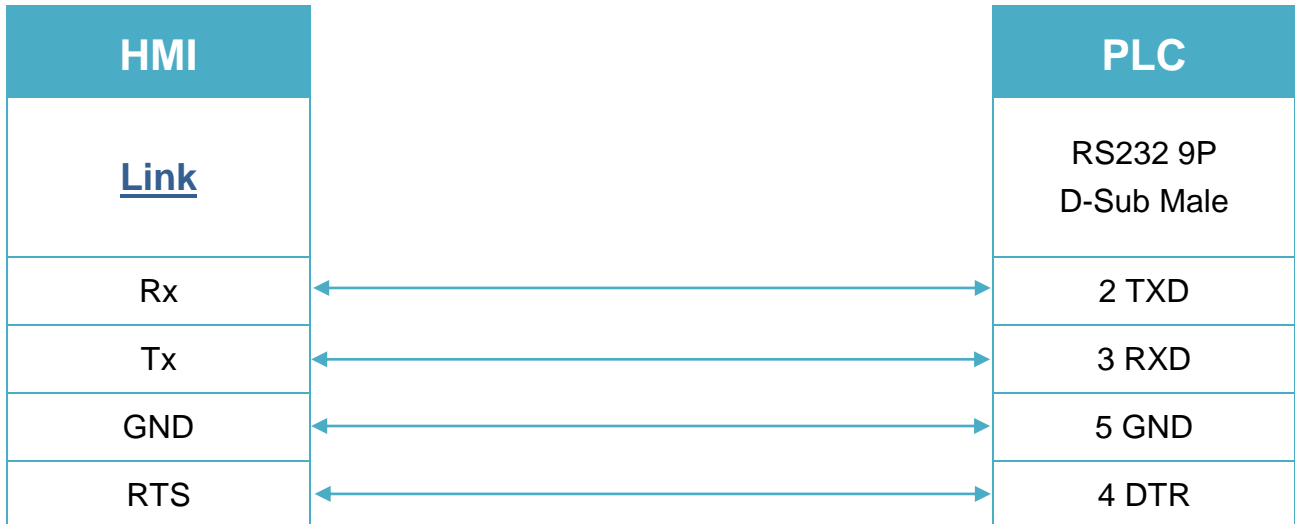 HMI
PLC
Link
RS232 9P
D-Sub Male
Rx
2 TXD
Tx
3 RXD
GND
5 GND
RTS
4 DTR